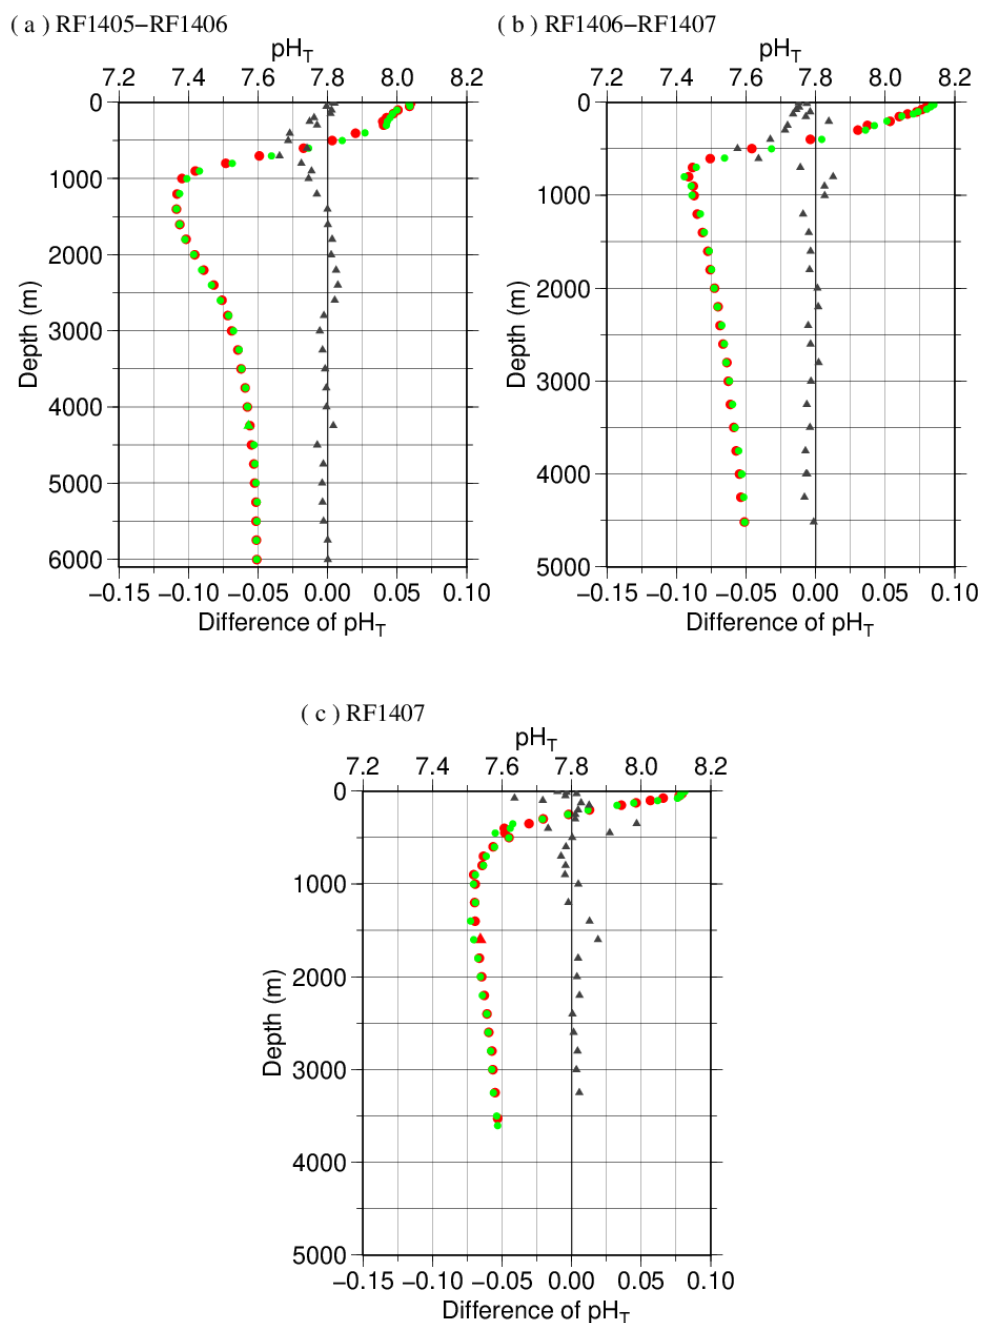 ( a ) RF1405−RF1406
pHT
7.2 7.4 7.6 7.8 8.0 8.2
0
1000
2000
3000
4000
5000
6000
Depth (m)
−0.15 −0.10 −0.05 0.00 0.05 0.10
Difference of pHT
( b ) RF1406−RF1407
pHT
7.2 7.4 7.6 7.8 8.0 8.2
0
1000
2000
3000
4000
5000
Depth (m)
−0.15 −0.10 −0.05 0.00 0.05 0.10
Difference of pHT
( c ) RF1407
pHT
7.2 7.4 7.6 7.8 8.0 8.2
0
1000
2000
3000
4000
5000
Depth (m)
−0.15 −0.10 −0.05 0.00 0.05 0.10
Difference of pHT